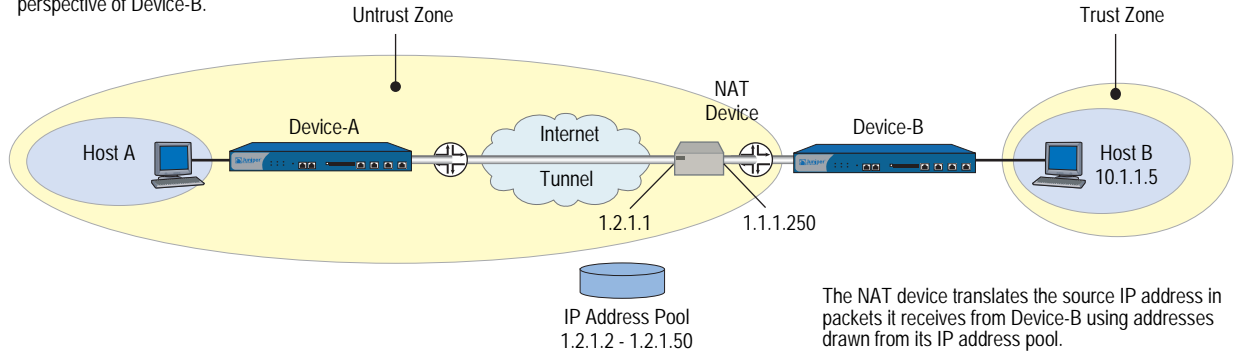 perspective of Device-B.
Untrust Zone
Trust Zone
NAT
Device
Device-A
Internet
Device-B
Host A
Tunnel
Host B
10.1.1.5
1.2.1.1
1.1.1.250
IP Address Pool
1.2.1.2 - 1.2.1.50
The NAT device translates the source IP address in
packets it receives from Device-B using addresses
drawn from its IP address pool.